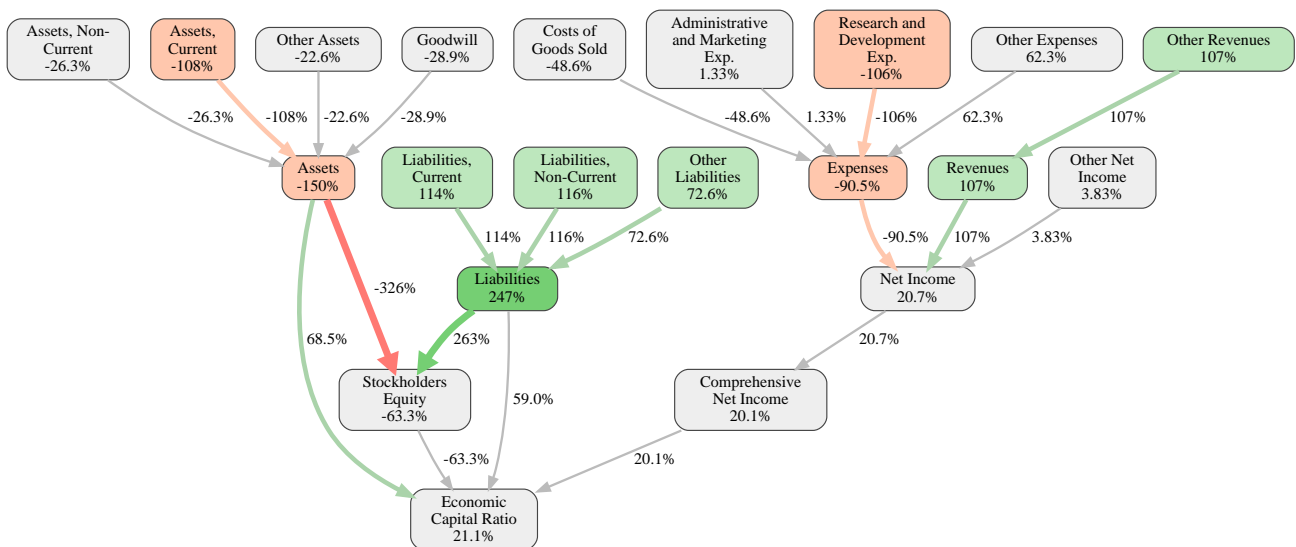 Assets, Non-
Current
-26.3%
Assets,
Current
-108%
Other Assets
-22.6%
Goodwill
-28.9%
Costs of
Goods Sold
-48.6%
Administrative
and Marketing
Exp.
1.33%
Research and
Development
Exp.
-106%
Other Expenses
62.3%
Other Revenues
107%
-26.3%
-108%
-22.6%
-28.9%
-48.6%
1.33%
-106%
62.3%
107%
Assets
-150%
Liabilities,
Current
114%
Liabilities,
Non-Current
116%
Other
Liabilities
72.6%
Expenses
-90.5%
Revenues
107%
Other Net
Income
3.83%
114%
116%
72.6%
-90.5%
107%
3.83%
-326%
Liabilities
247%
Net Income
20.7%
68.5%
263%
20.7%
Stockholders
Equity
-63.3%
59.0%
Comprehensive
Net Income
20.1%
-63.3%
20.1%
Economic
Capital Ratio
21.1%